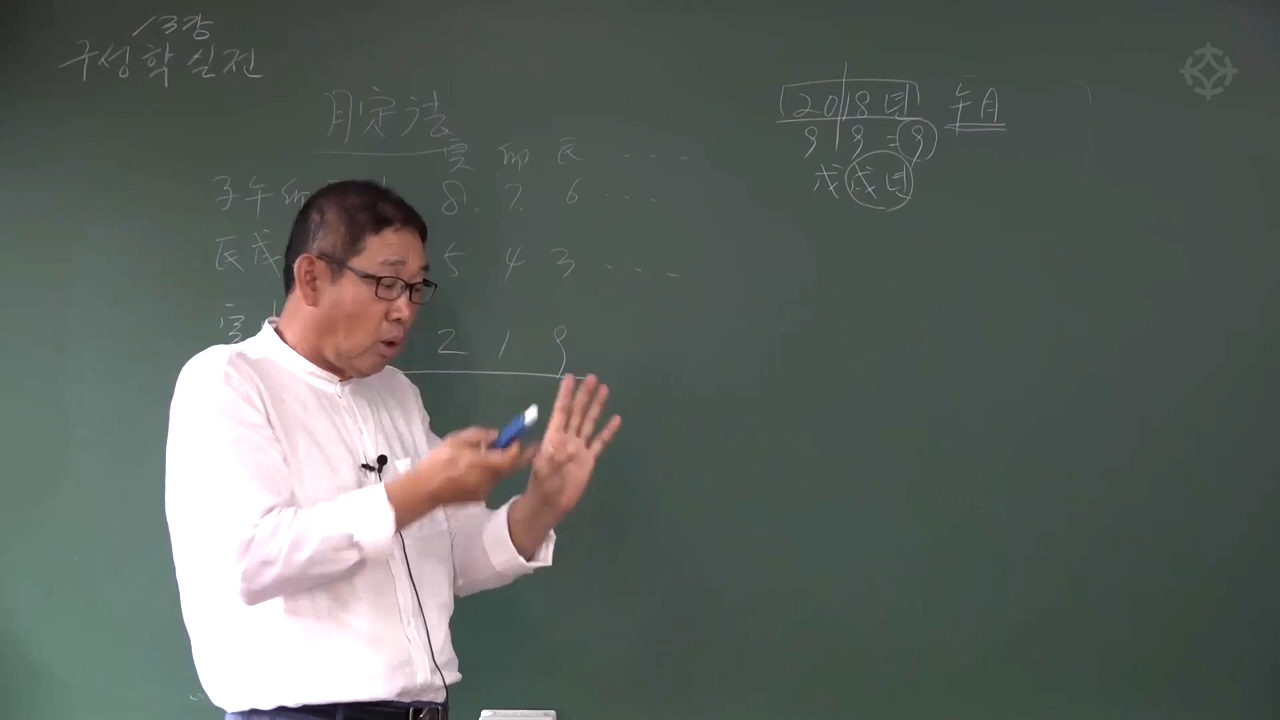 13강
구성학 실전
月定法
寅 卯 辰 ‥‥
子午卯 8. 7. 6 ‥‥
辰戌 5 4 3 ‥‥
寅 2 1 9
2018년 午月
9 9 = 9
戊戌년